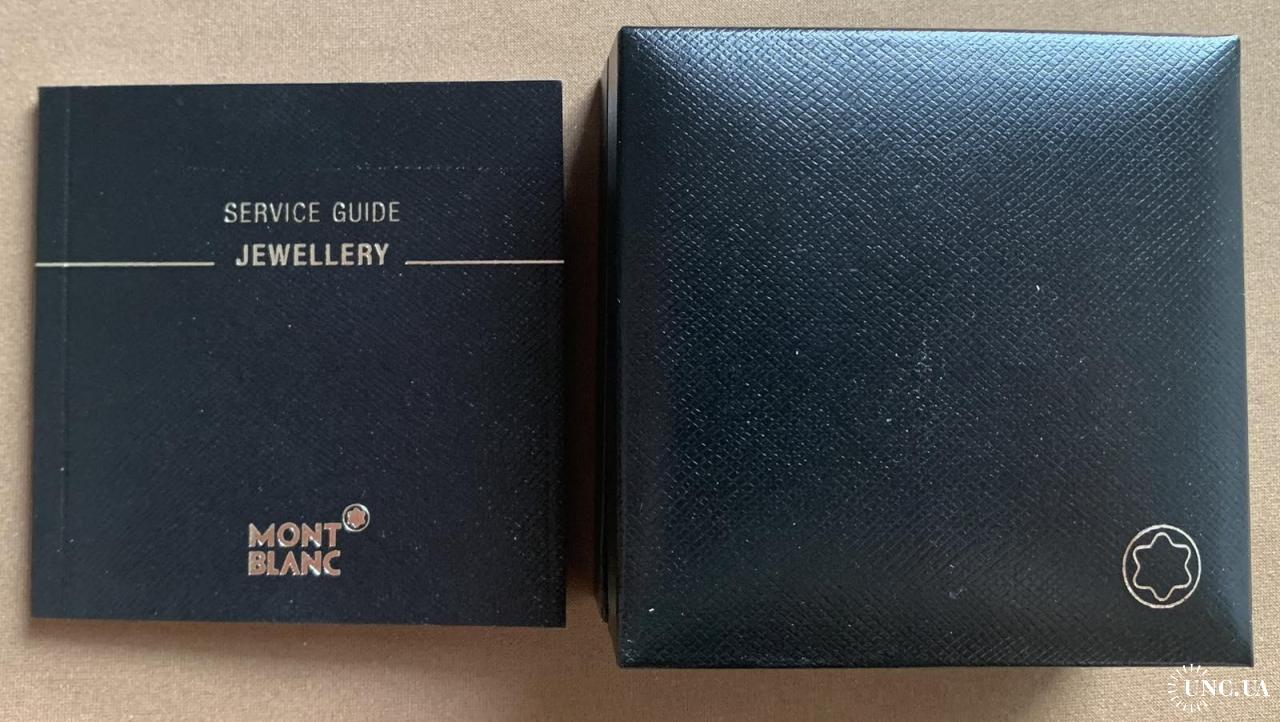 SERVICE GUIDE
JEWELLERY
MONT
BLANC
UNC.UA